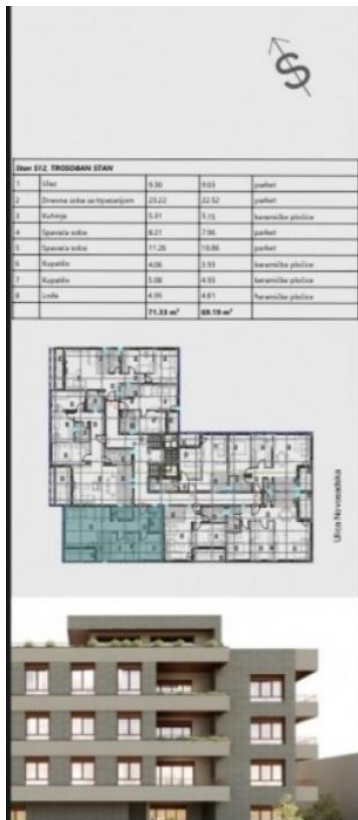 S
Stan S12, TROSOBAN STAN
1 Ulaz 9.30 9.03 parket
2 Dnevna soba sa trpezarijom 23.22 22.52 parket
3 Kuhinja 5.31 5.15 keramičke pločice
4 Spavaća soba 8.21 7.96 parket
5 Spavaća soba 11.26 10.86 parket
6 Kupatilo 4.06 3.93 keramičke pločice
7 Kupatilo 5.08 4.93 keramičke pločice
8 Lođa 4.95 4.81 keramičke pločice
71.33 m² 69.19 m²
Ulica Novosadska